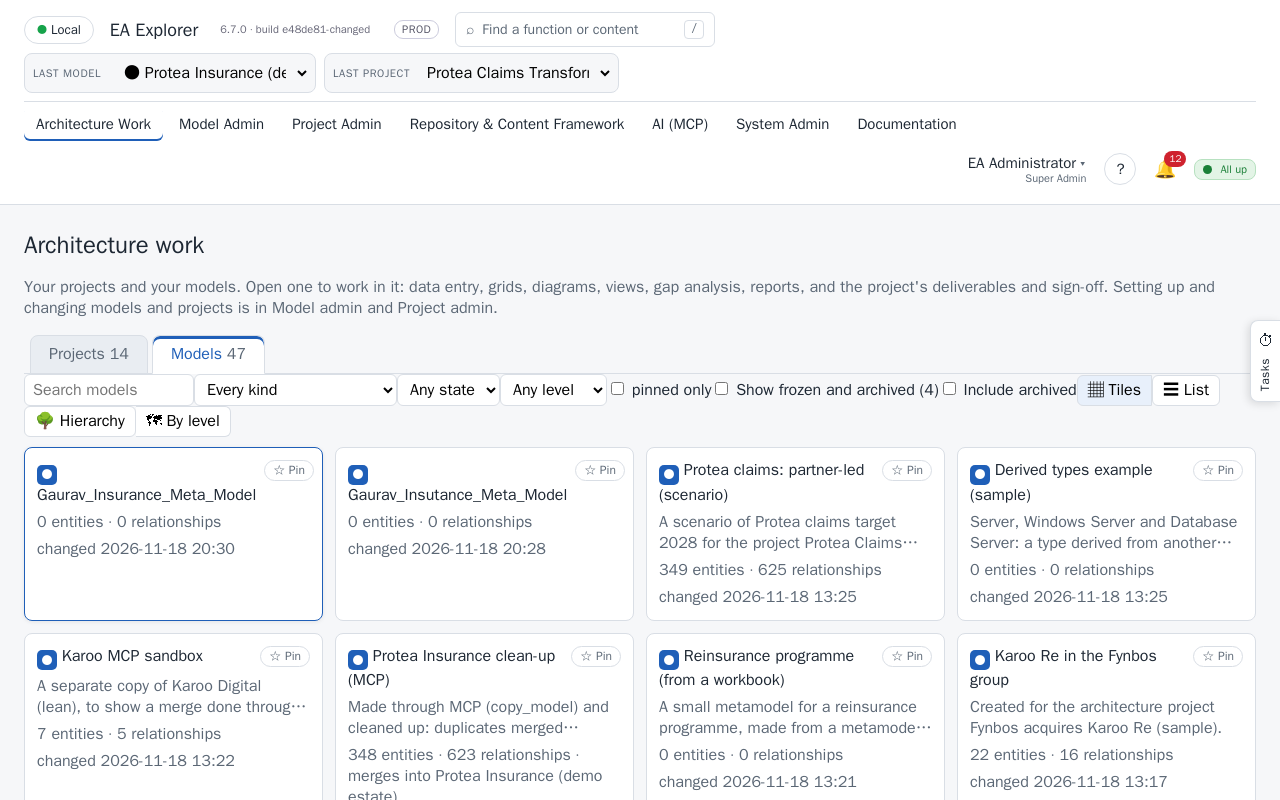 Local
EA Explorer
6.7.0 · build e48de81-changed
PROD
Find a function or content
/
LAST MODEL
Protea Insurance (de
LAST PROJECT
Protea Claims Transfor
Architecture Work
Model Admin
Project Admin
Repository & Content Framework
AI (MCP)
System Admin
Documentation
EA Administrator
Super Admin
?
12
All up
Architecture work
Your projects and your models. Open one to work in it: data entry, grids, diagrams, views, gap analysis, reports, and the project's deliverables and sign-off. Setting up and
changing models and projects is in Model admin and Project admin.
Tasks
Projects 14
Models 47
Search models
Every kind
Any state
Any level
pinned only
Show frozen and archived (4)
Include archived
Tiles
List
Hierarchy
By level
☆ Pin
Gaurav_Insurance_Meta_Model
0 entities · 0 relationships
changed 2026-11-18 20:30
☆ Pin
Gaurav_Insutance_Meta_Model
0 entities · 0 relationships
changed 2026-11-18 20:28
Protea claims: partner-led
☆ Pin
(scenario)
A scenario of Protea claims target
2028 for the project Protea Claims…
349 entities · 625 relationships
changed 2026-11-18 13:25
Derived types example
☆ Pin
(sample)
Server, Windows Server and Database
Server: a type derived from another…
0 entities · 0 relationships
changed 2026-11-18 13:25
Karoo MCP sandbox
☆ Pin
A separate copy of Karoo Digital
(lean), to show a merge done throug…
7 entities · 5 relationships
changed 2026-11-18 13:22
Protea Insurance clean-up
☆ Pin
(MCP)
Made through MCP (copy_model) and
cleaned up: duplicates merged…
348 entities · 623 relationships ·
merges into Protea Insurance (demo
estate)
Reinsurance programme
☆ Pin
(from a workbook)
A small metamodel for a reinsurance
programme, made from a metamode…
0 entities · 0 relationships
changed 2026-11-18 13:21
Karoo Re in the Fynbos
☆ Pin
group
Created for the architecture project
Fynbos acquires Karoo Re (sample).
22 entities · 16 relationships
changed 2026-11-18 13:17